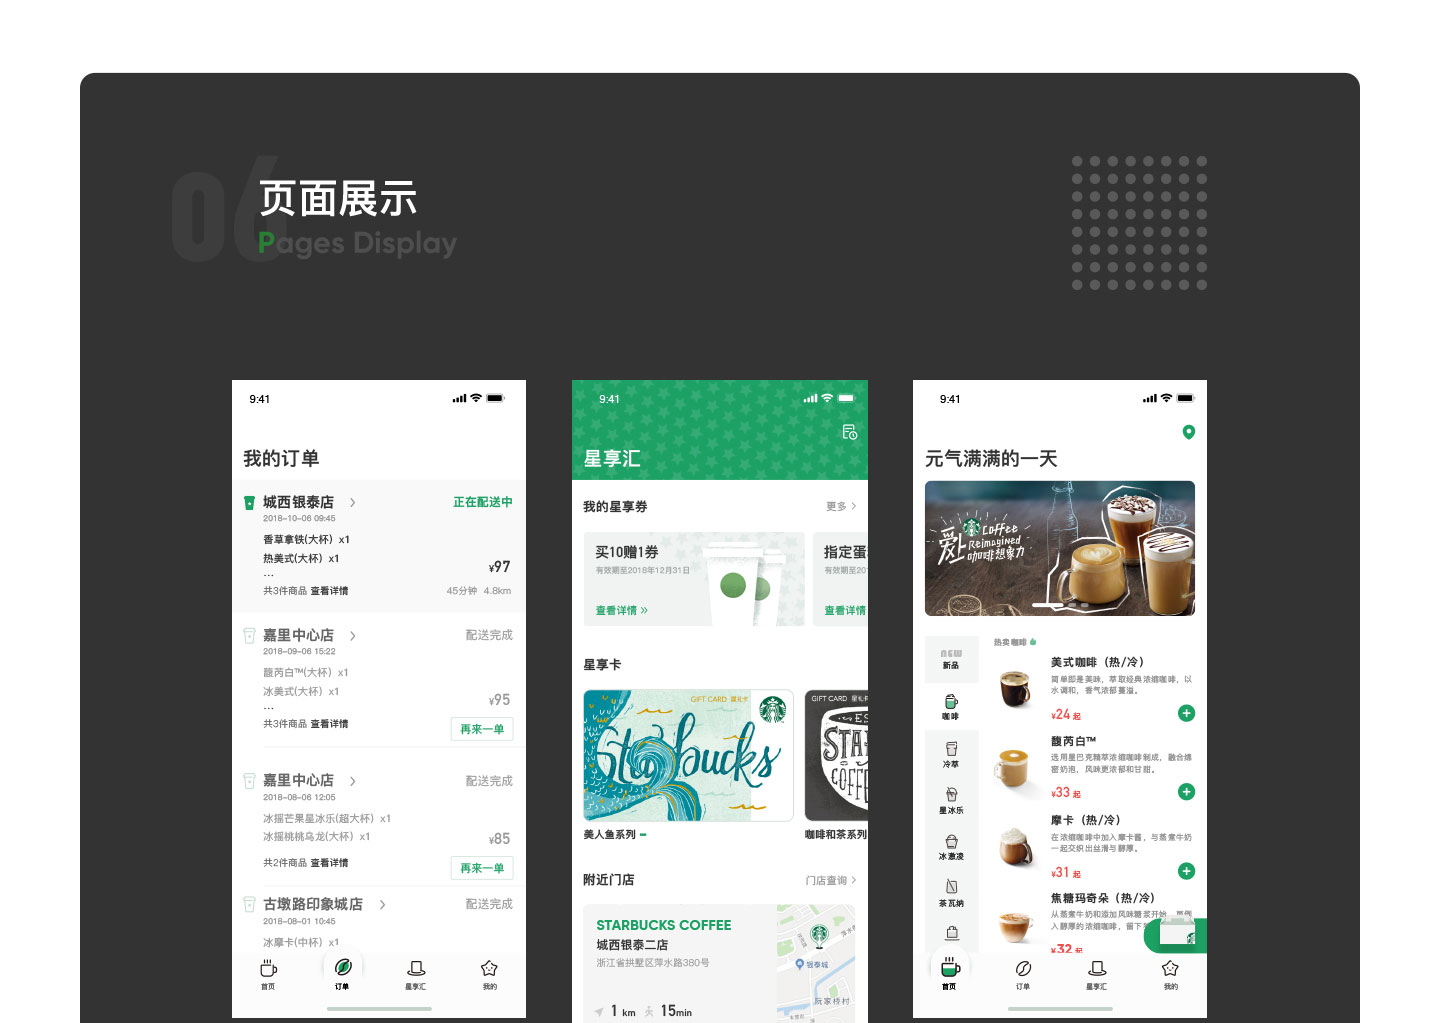 06
页面展示
Pages Display
9:41
我的订单
城西银泰店
正在配送中
2018-10-06 09:45
香草拿铁(大杯) x1
热美式(大杯) x1
...
¥97
共3件商品 查看详情
45分钟 4.8km
嘉里中心店
配送完成
2018-09-06 15:22
馥芮白™(大杯) x1
冰美式(大杯) x1
...
¥95
共3件商品 查看详情
再来一单
嘉里中心店
配送完成
2018-08-06 12:05
冰摇芒果星冰乐(超大杯) x1
冰摇桃桃乌龙(大杯) x1
¥85
共2件商品 查看详情
再来一单
古墩路印象城店
配送完成
2018-08-01 10:45
冰摩卡(中杯) x1
首页
订单
星享汇
我的
9:41
星享汇
我的星享券
更多
买10赠1券
有效期至2018年12月31日
查看详情
指定蛋
有效期至201
查看详情
星享卡
GIFT CARD 星礼卡
Starbucks
GIFT CARD 星礼卡
美人鱼系列
咖啡和茶系列
附近门店
门店查询
STARBUCKS COFFEE
城西银泰二店
浙江省拱墅区萍水路380号
1 km
15min
银泰城
阮家桥村
9:41
元气满满的一天
爱上
Coffee
Reimagined
咖啡想象力
NEW
新品
咖啡
冷萃
星冰乐
冰激凌
茶瓦纳
热卖咖啡
美式咖啡（热/冷）
简单即是美味，萃取经典浓缩咖啡，以
水调和，香气浓郁蔓溢。
¥24 起
馥芮白™
选用星巴克精萃浓缩咖啡制成，融合绵
密奶泡，风味更浓郁和甘甜。
¥33 起
摩卡（热/冷）
在浓缩咖啡中加入摩卡酱，与蒸煮牛奶
一起交织出丝滑与醇厚。
¥31 起
焦糖玛奇朵（热/冷）
从蒸煮牛奶和添加风味糖浆开始，再倒
入醇厚的浓缩咖啡，留下
¥32 起
首页
订单
星享汇
我的